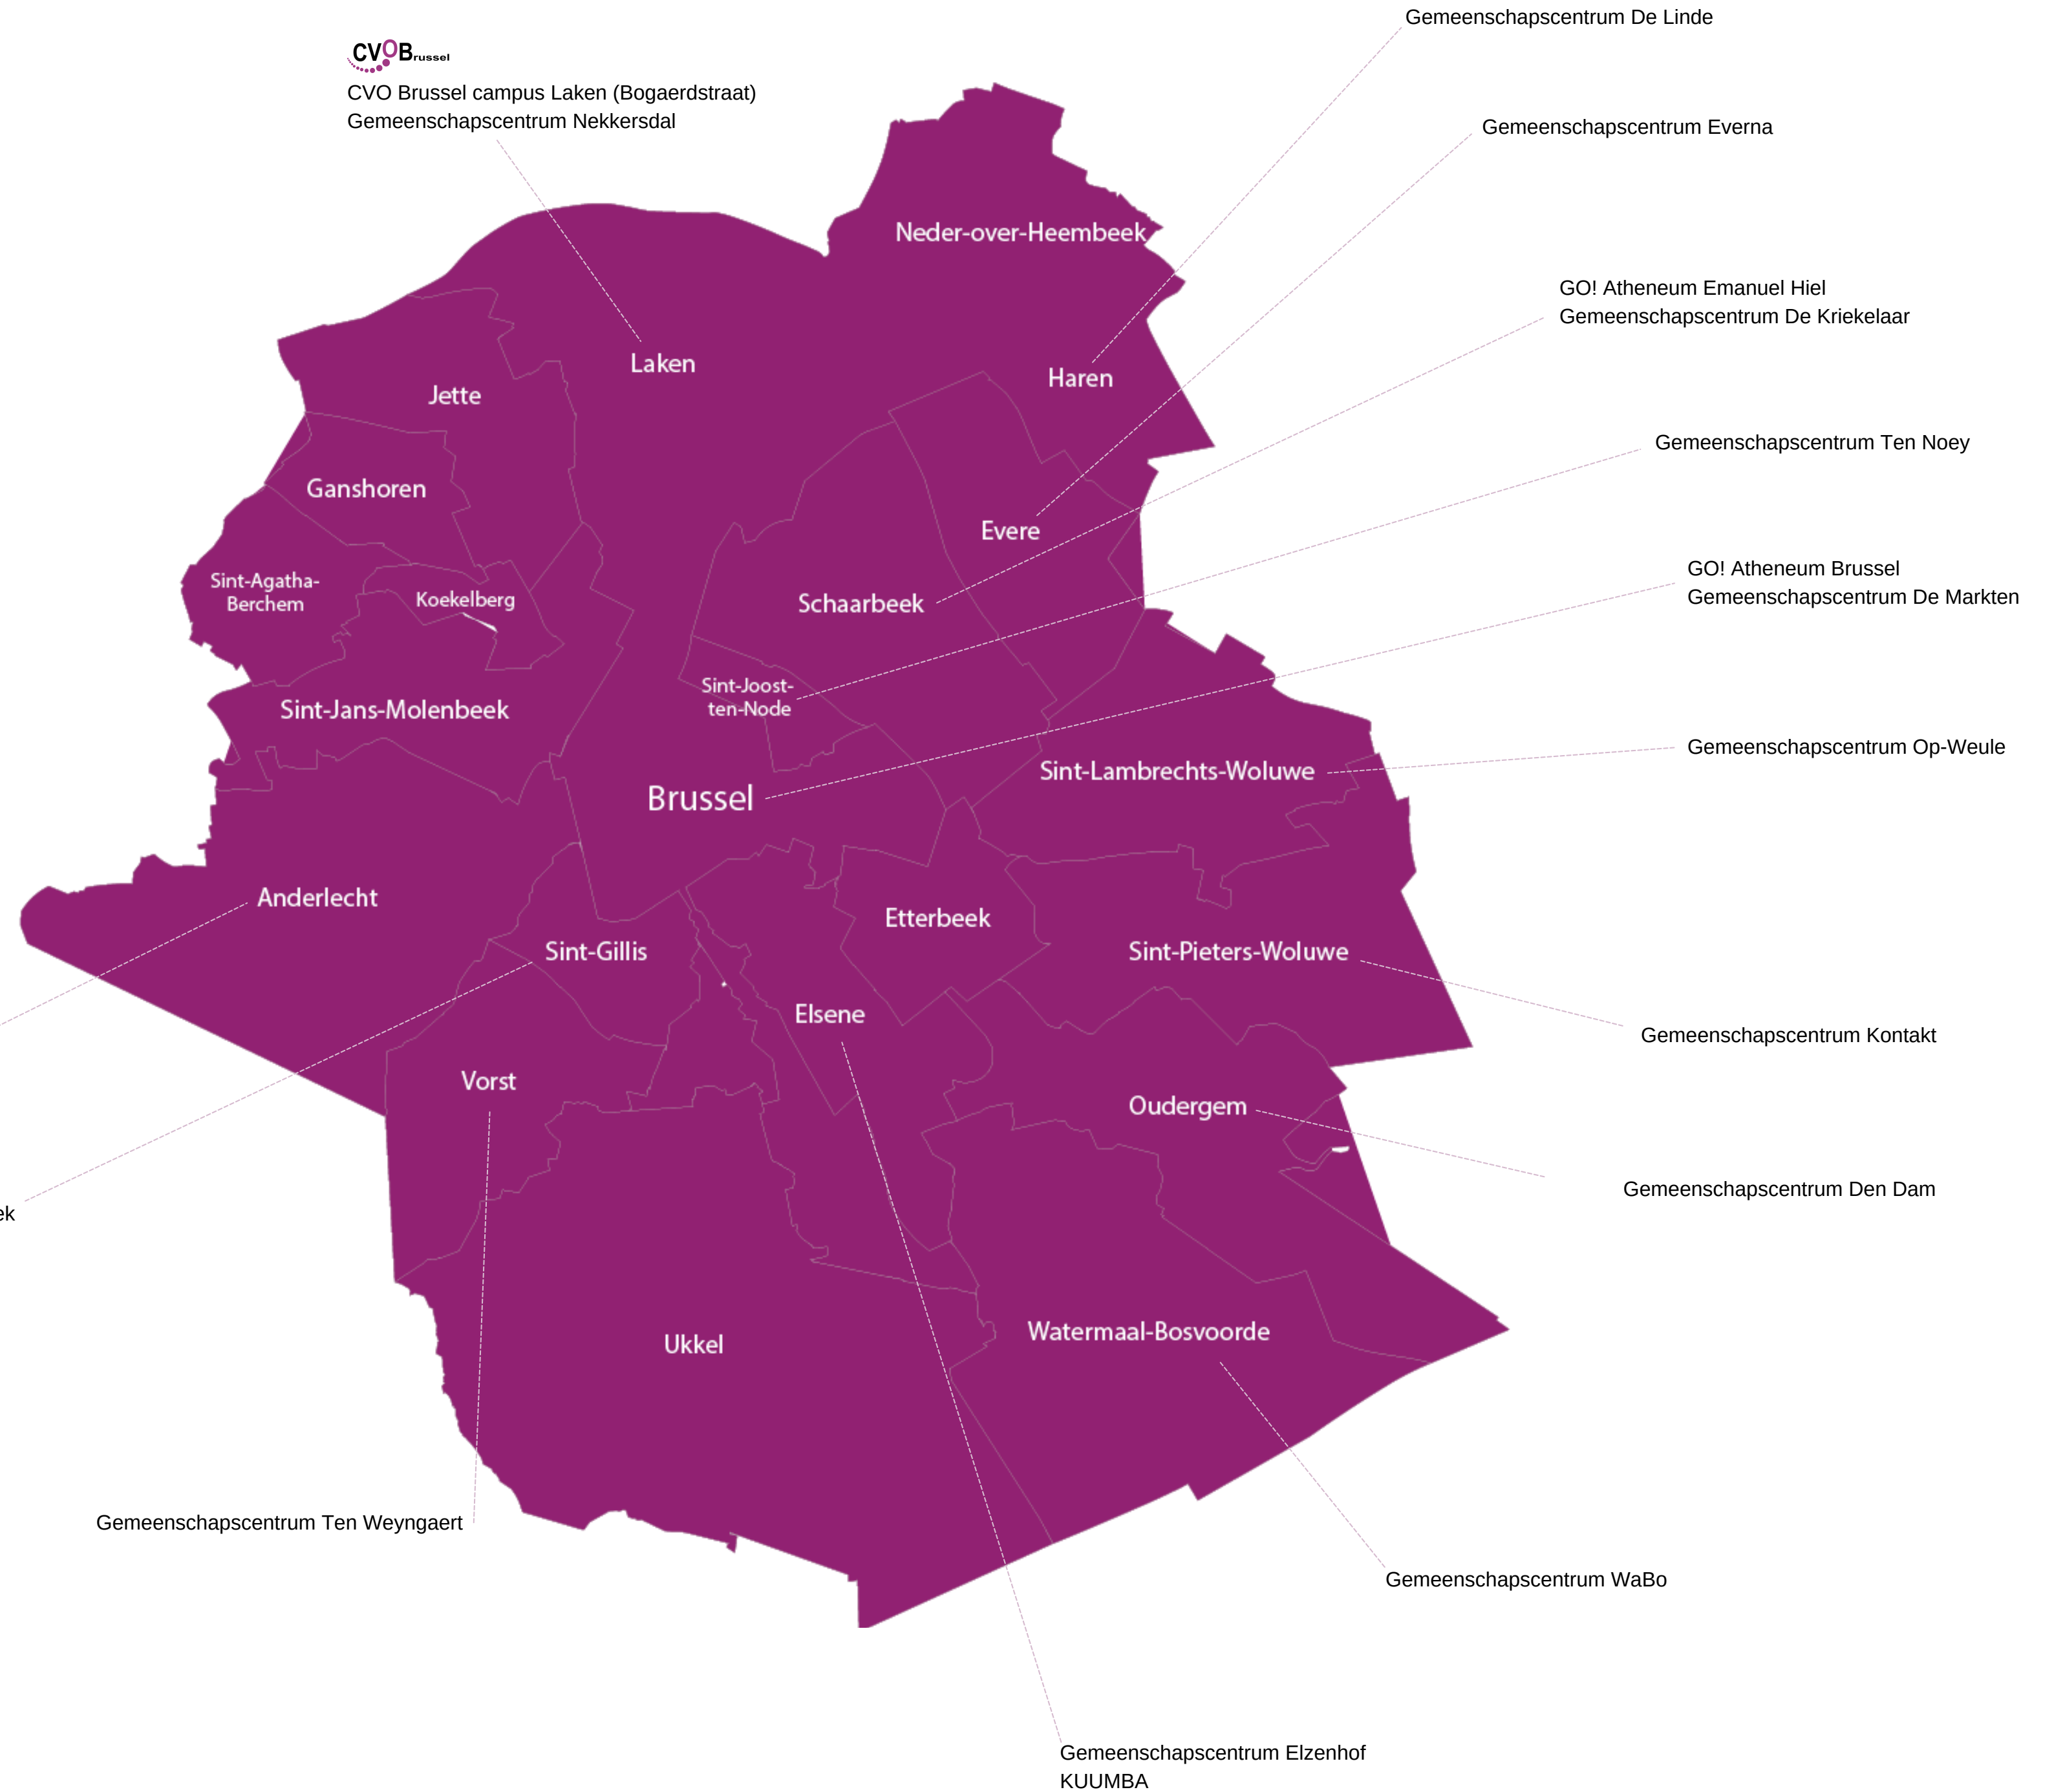 Gemeenschapscentrum De Linde
CVOBrussel
CVO Brussel campus Laken (Bogaerdstraat)
Gemeenschapscentrum Nekkersdal
Gemeenschapscentrum Everna
Neder-over-Heembeek
GO! Atheneum Emanuel Hiel
Gemeenschapscentrum De Kriekelaar
Laken
Haren
Jette
Gemeenschapscentrum Ten Noey
Ganshoren
Evere
GO! Atheneum Brussel
Gemeenschapscentrum De Markten
Sint-Agatha-
Berchem
Koekelberg
Schaarbeek
Sint-Joost-
ten-Node
Sint-Jans-Molenbeek
Gemeenschapscentrum Op-Weule
Sint-Lambrechts-Woluwe
Brussel
Anderlecht
Etterbeek
Sint-Gillis
Sint-Pieters-Woluwe
Elsene
Gemeenschapscentrum Kontakt
Vorst
Oudergem
Gemeenschapscentrum Den Dam
ek
Watermaal-Bosvoorde
Ukkel
Gemeenschapscentrum Ten Weyngaert
Gemeenschapscentrum WaBo
Gemeenschapscentrum Elzenhof
KUUMBA